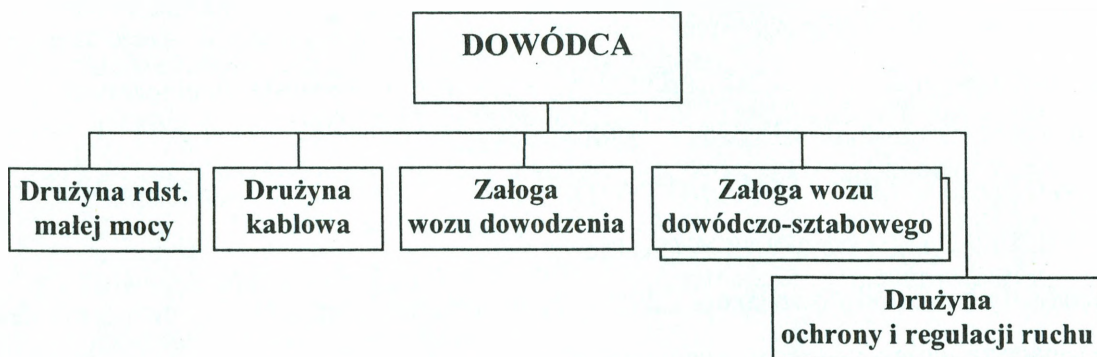 DOWÓDCA
Drużyna rdst.
małej mocy
Drużyna
kablowa
Załoga
wozu dowodzenia
Załoga wozu
dowódczo-sztabowego
Drużyna
ochrony i regulacji ruchu